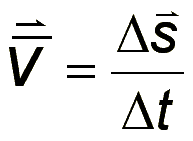 v̅⃗ = Δs⃗ / Δt